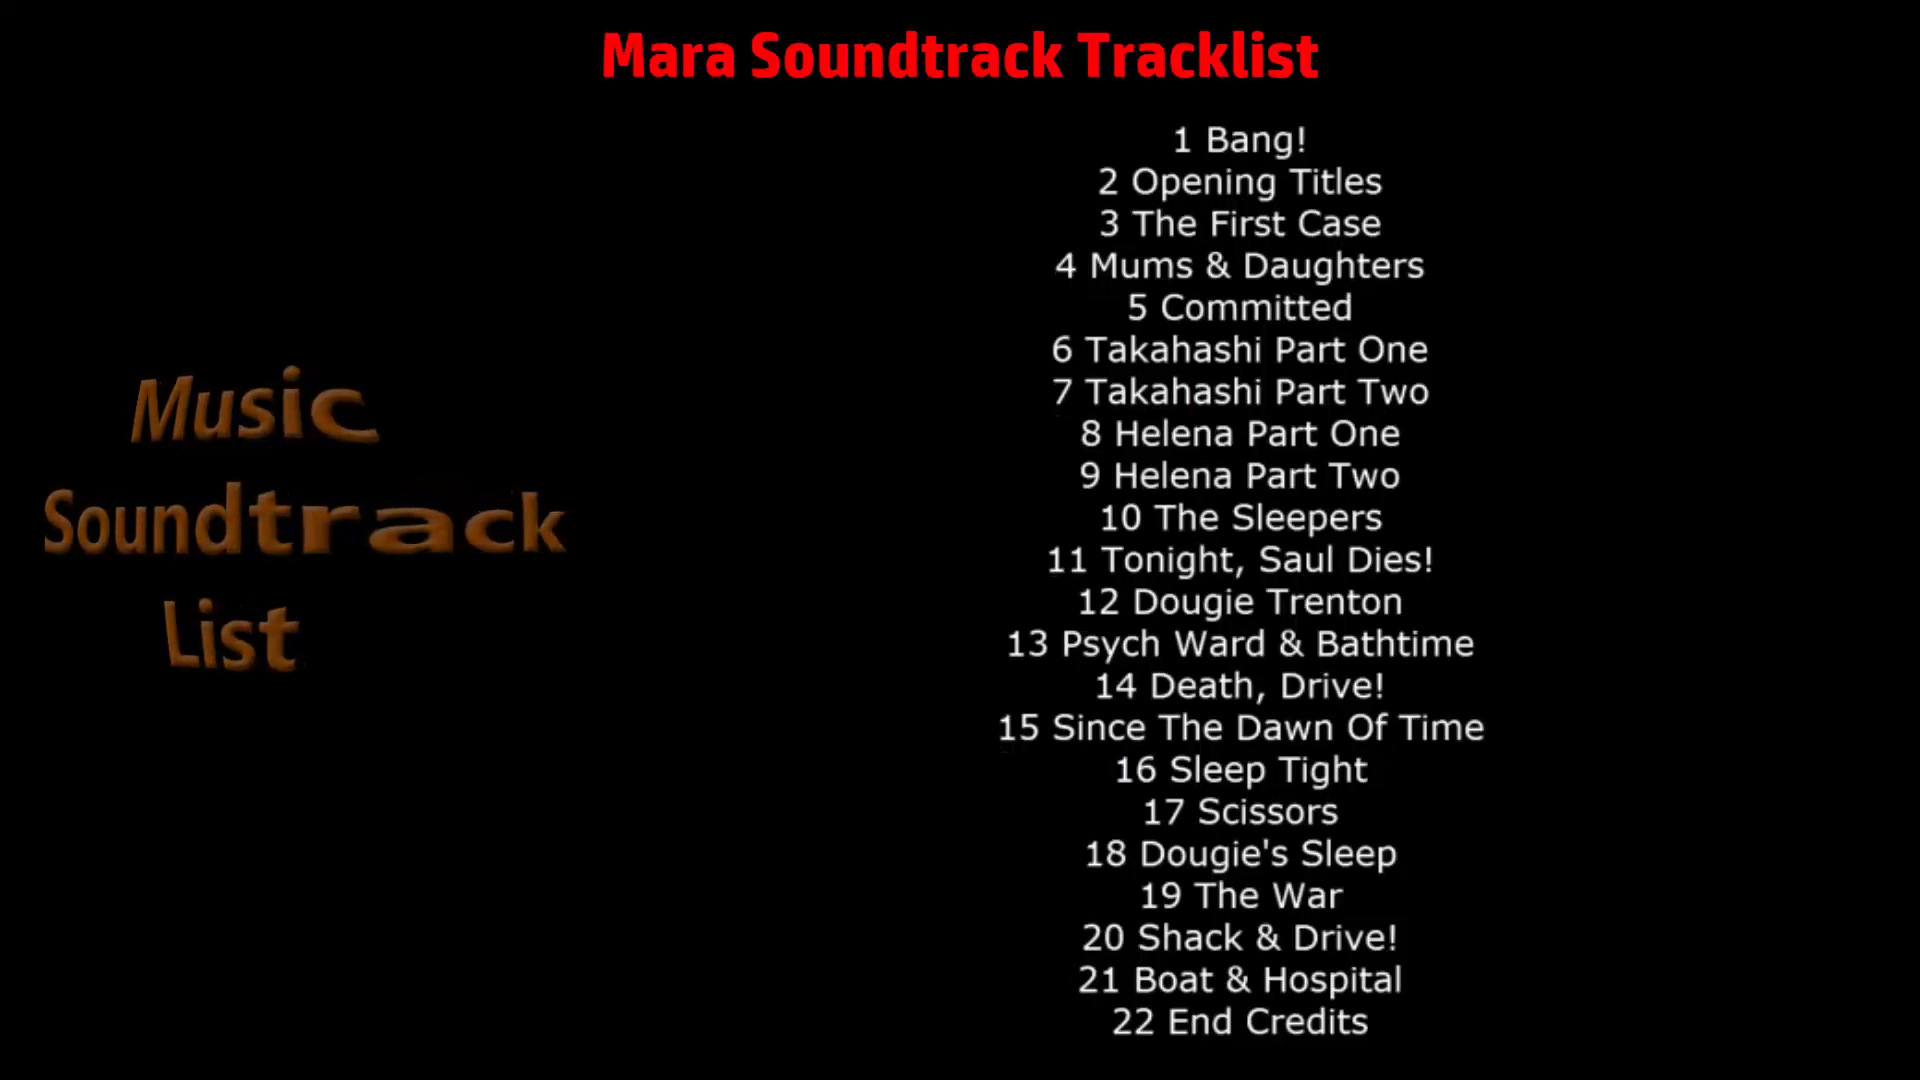 Mara Soundtrack Tracklist
Music
Soundtrack
List
1 Bang!
2 Opening Titles
3 The First Case
4 Mums & Daughters
5 Committed
6 Takahashi Part One
7 Takahashi Part Two
8 Helena Part One
9 Helena Part Two
10 The Sleepers
11 Tonight, Saul Dies!
12 Dougie Trenton
13 Psych Ward & Bathtime
14 Death, Drive!
15 Since The Dawn Of Time
16 Sleep Tight
17 Scissors
18 Dougie's Sleep
19 The War
20 Shack & Drive!
21 Boat & Hospital
22 End Credits